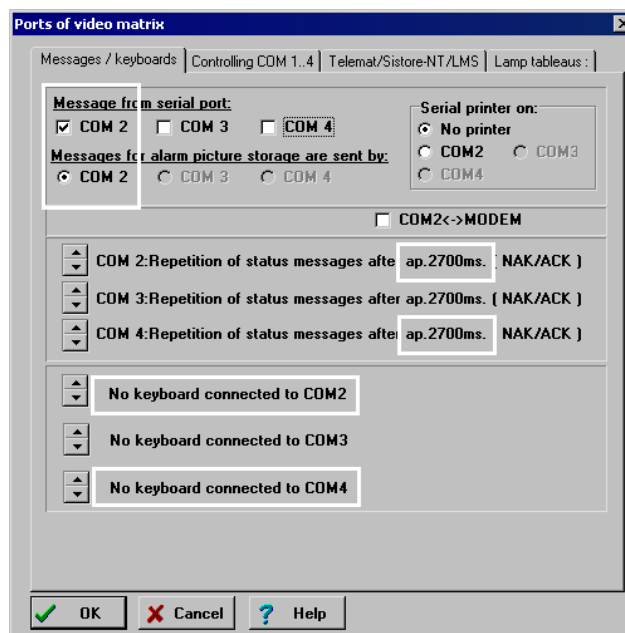 Ports of video matrix
Messages / keyboards Controlling COM 1..4 Telemat/Sistore-NT/LMS Lamp tableaus :
Message from serial port:
COM 2 COM 3 COM 4
Messages for alarm picture storage are sent by:
COM 2 COM 3 COM 4
Serial printer on:
No printer
COM2 COM3
COM4
COM2<->MODEM
COM 2:Repetition of status messages afte ap.2700ms. ( NAK/ACK )
COM 3:Repetition of status messages after ap.2700ms. ( NAK/ACK )
COM 4:Repetition of status messages afte ap.2700ms. NAK/ACK )
No keyboard connected to COM2
No keyboard connected to COM3
No keyboard connected to COM4
OK Cancel ? Help